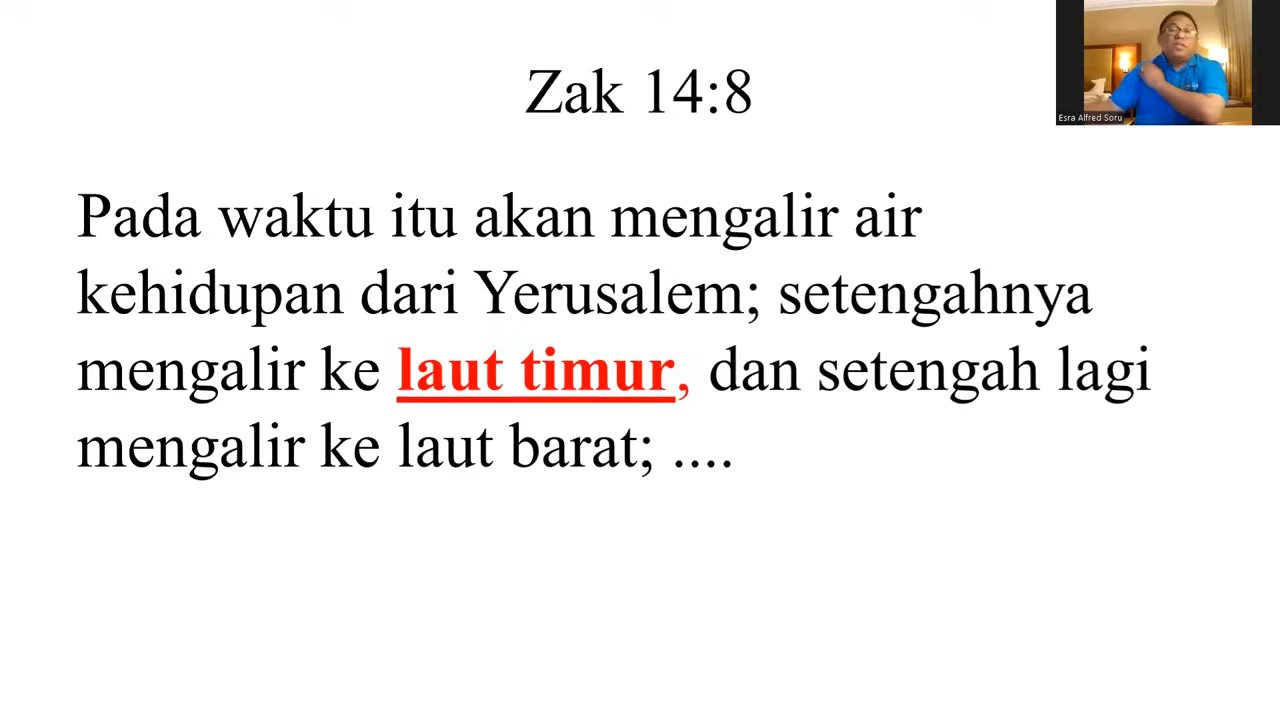 Zak 14:8
Esra Alfred Soru
Pada waktu itu akan mengalir air
kehidupan dari Yerusalem; setengahnya
mengalir ke laut timur, dan setengah lagi
mengalir ke laut barat; ....